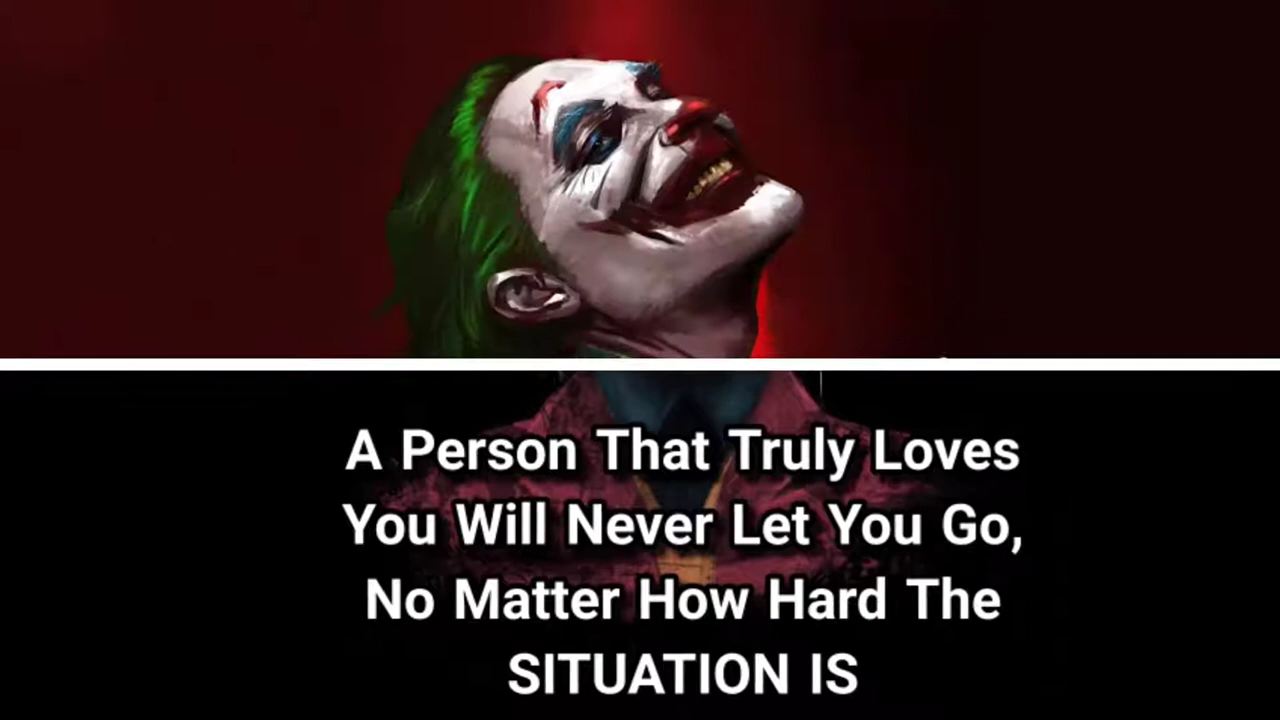 A Person That Truly Loves
You Will Never Let You Go,
No Matter How Hard The
SITUATION IS